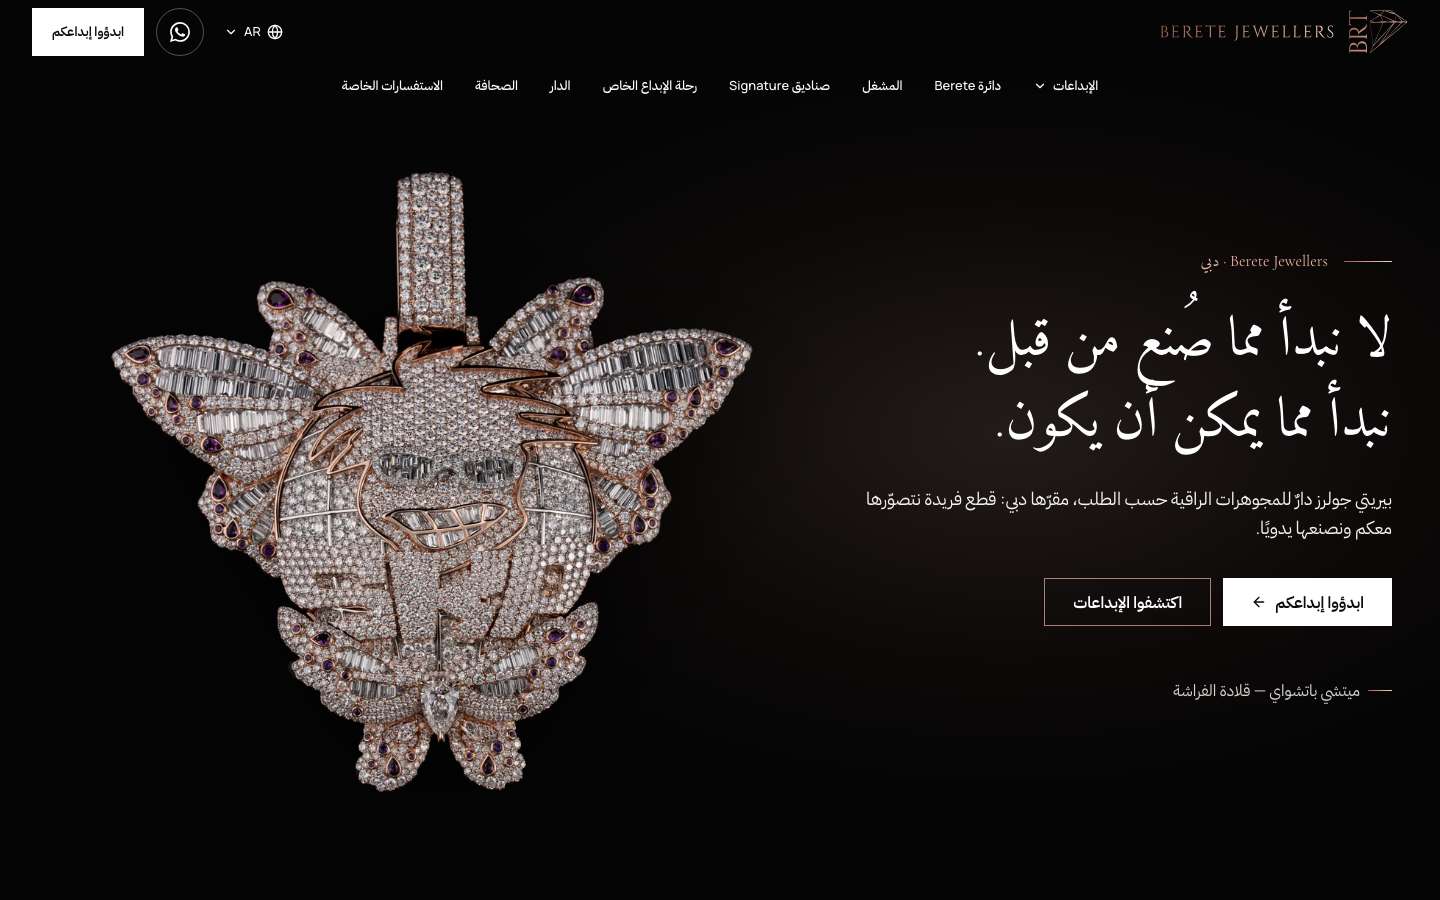 BRT
BERETE JEWELLERS
AR
ابدؤوا إبداعكم
الإبداعات
دائرة Berete
المشغل
صناديق Signature
رحلة الإبداع الخاص
الدار
الصحافة
الاستفسارات الخاصة
Berete Jewellers · دبي
لا نبدأ مما صُنع من قبل.
نبدأ مما يمكن أن يكون.
بيريتي جولرز دارٌ للمجوهرات الراقية حسب الطلب، مقرّها دبي: قطع فريدة نتصوّرها
معكم ونصنعها يدويًا.
ابدؤوا إبداعكم
اكتشفوا الإبداعات
ميتشي باتشواي – قلادة الفراشة